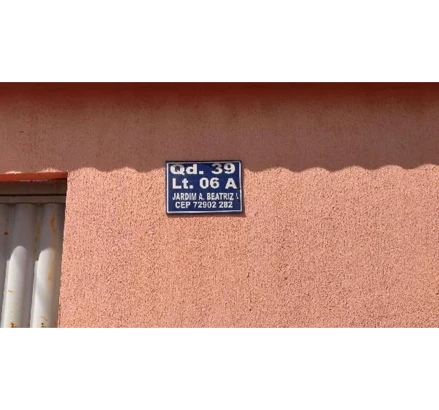 Qd. 39
Lt. 06 A
JARDIM A. BEATRIZ I
CEP 72902 282